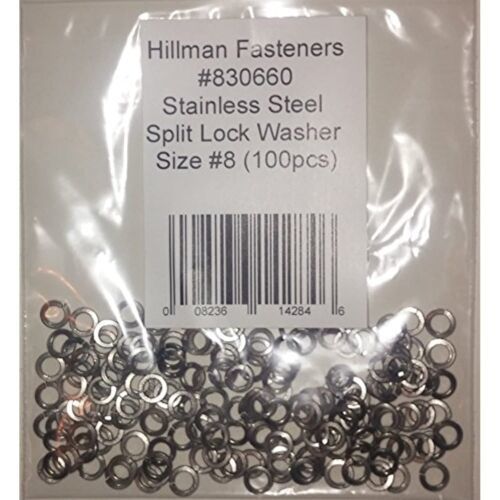 Hillman Fasteners
#830660
Stainless Steel
Split Lock Washer
Size #8 (100pcs)
0 08236 14284 6